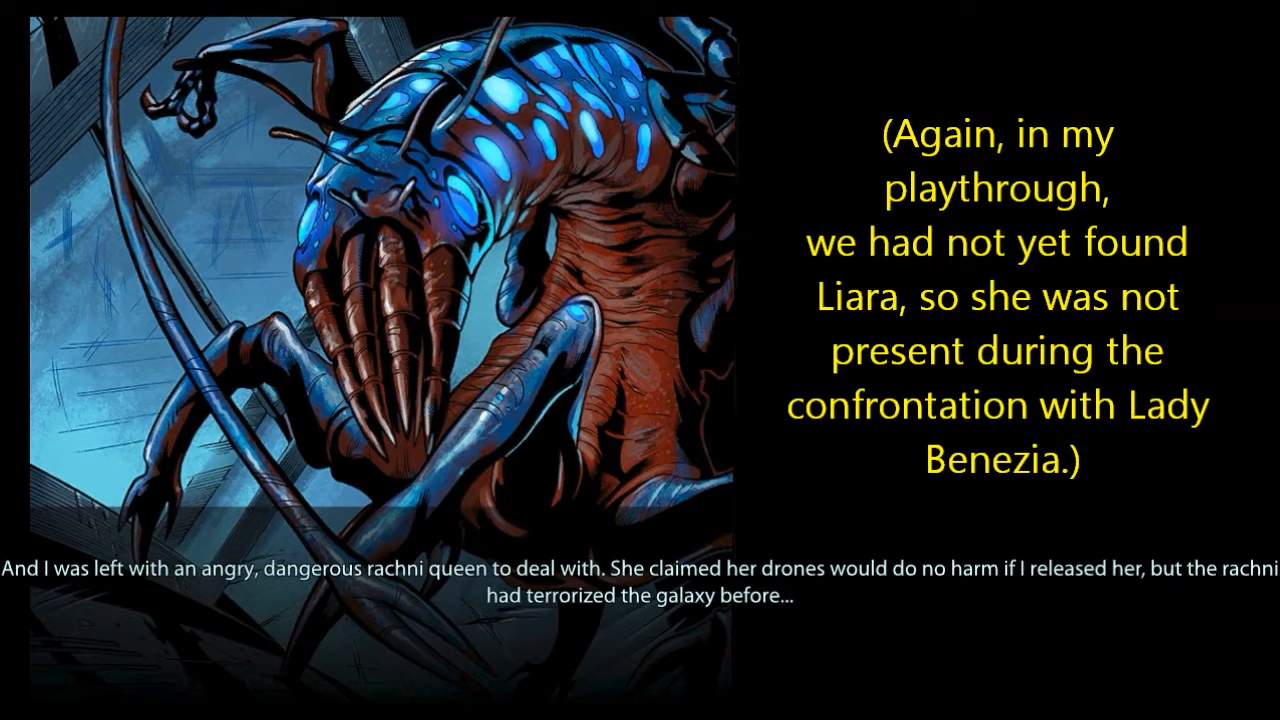 (Again, in my
playthrough,
we had not yet found
Liara, so she was not
present during the
confrontation with Lady
Benezia.)
And I was left with an angry, dangerous rachni queen to deal with. She claimed her drones would do no harm if I released her, but the rachni
had terrorized the galaxy before...